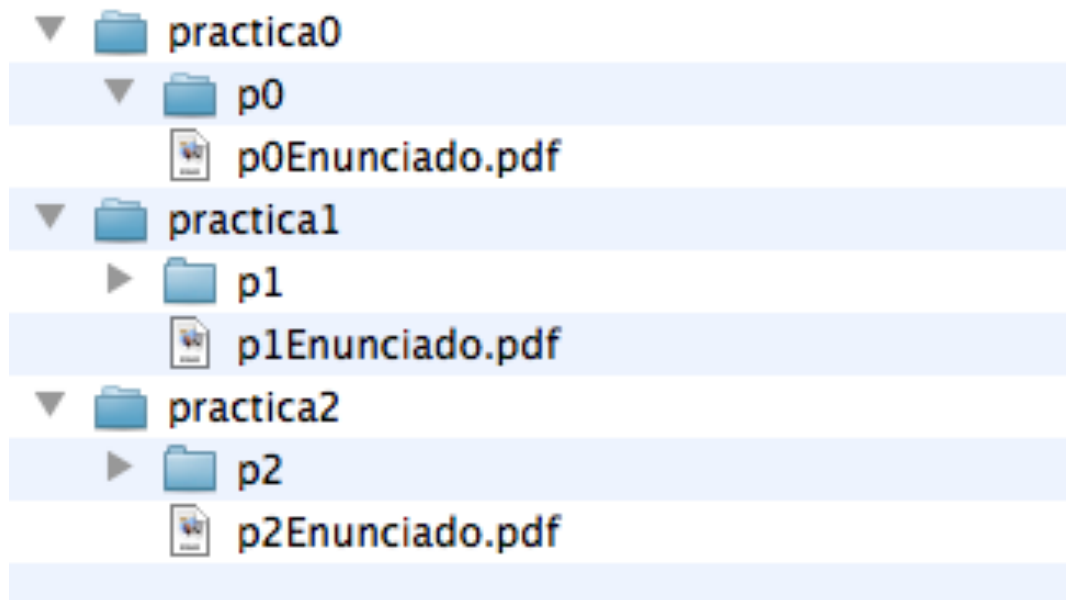 practica0
p0
p0Enunciado.pdf
practica1
p1
p1Enunciado.pdf
practica2
p2
p2Enunciado.pdf